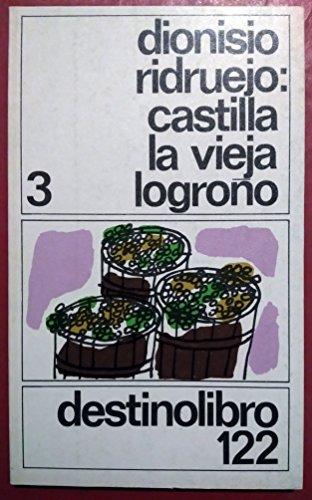 dionisio
ridruejo:
castilla
la vieja
3 logroño
destinolibro
122